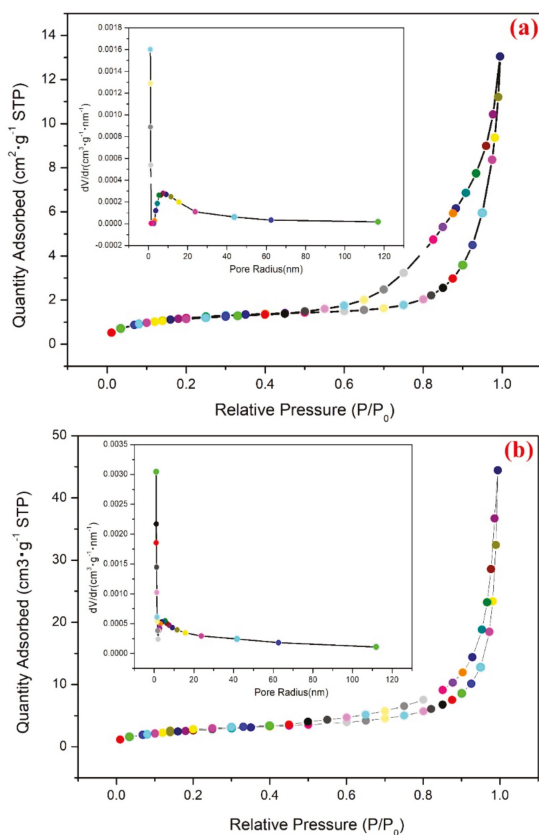 (a)
14
12
10
8
6
4
2
0
Quantity Adsorbed (cm²·g⁻¹ STP)
0.0 0.2 0.4 0.6 0.8 1.0
Relative Pressure (P/P₀)
0.0018
0.0016
0.0014
0.0012
0.0010
0.0008
0.0006
0.0004
0.0002
0.0000
-0.0002
dV/dr(cm³·g⁻¹·nm⁻¹)
0 20 40 60 80 100 120
Pore Radius(nm)
(b)
50
40
30
20
10
0
Quantity Adsorbed (cm3·g⁻¹ STP)
0.0 0.2 0.4 0.6 0.8 1.0
Relative Pressure (P/P₀)
0.0035
0.0030
0.0025
0.0020
0.0015
0.0010
0.0005
0.0000
dV/dr(cm³·g⁻¹·nm⁻¹)
0 20 40 60 80 100 120
Pore Radius(nm)